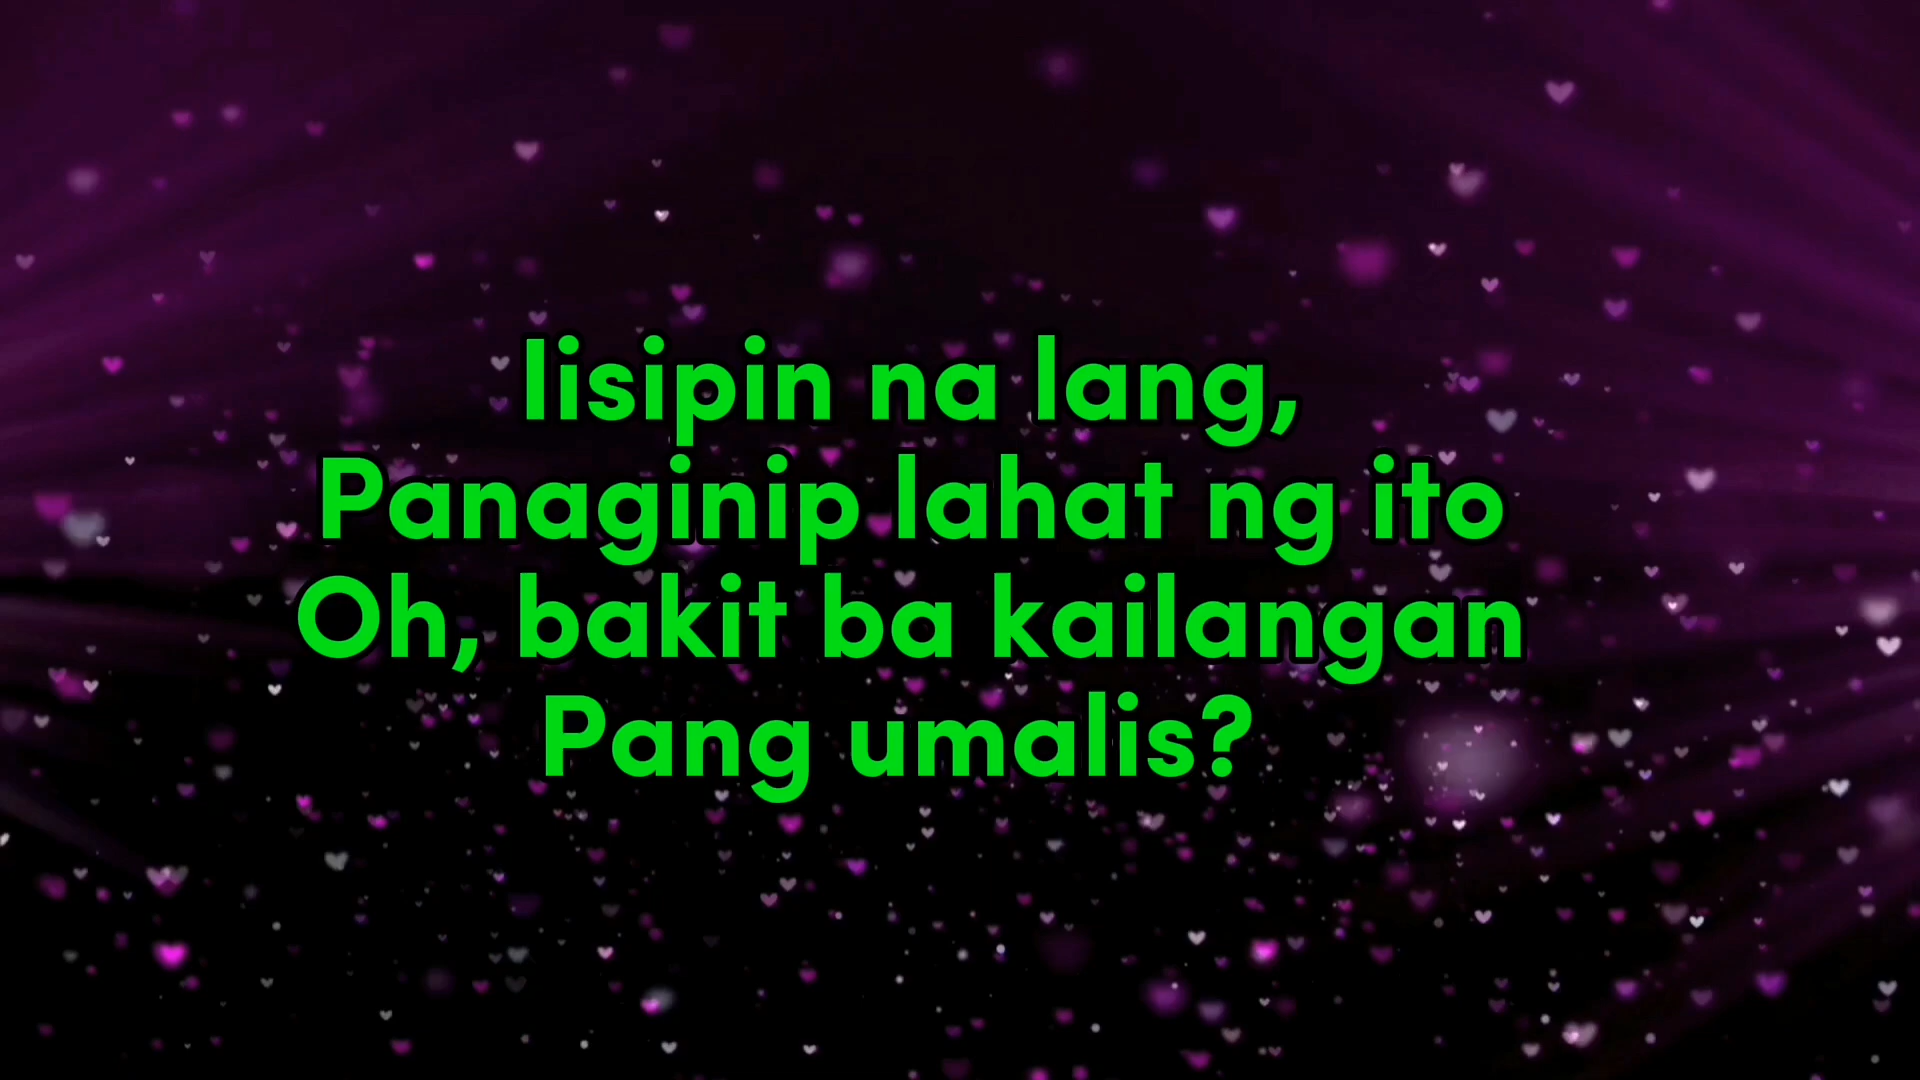 Iisipin na lang,
Panaginip lahat ng ito
Oh, bakit ba kailangan
Pang umalis?